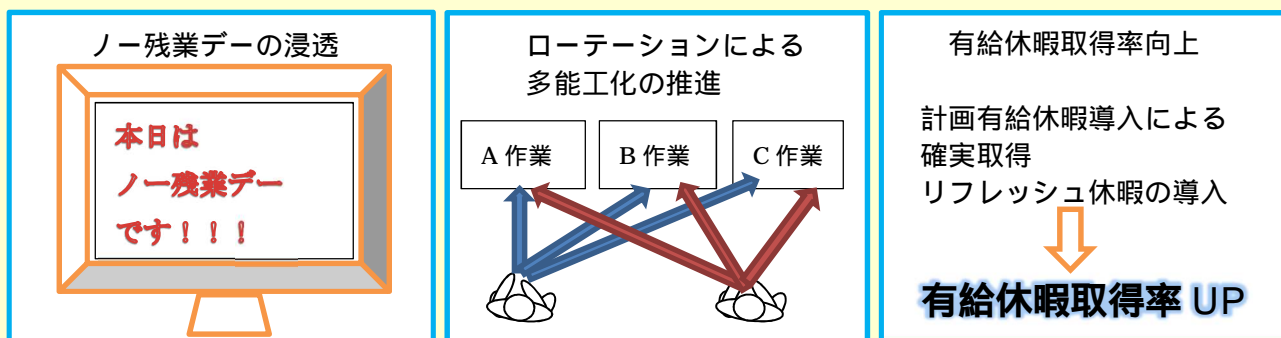 ノー残業デーの浸透
本日は
ノー残業デー
です！！！
ローテーションによる
多能工化の推進
A 作業
B 作業
C 作業
有給休暇取得率向上
計画有給休暇導入による
確実取得
リフレッシュ休暇の導入
有給休暇取得率 UP